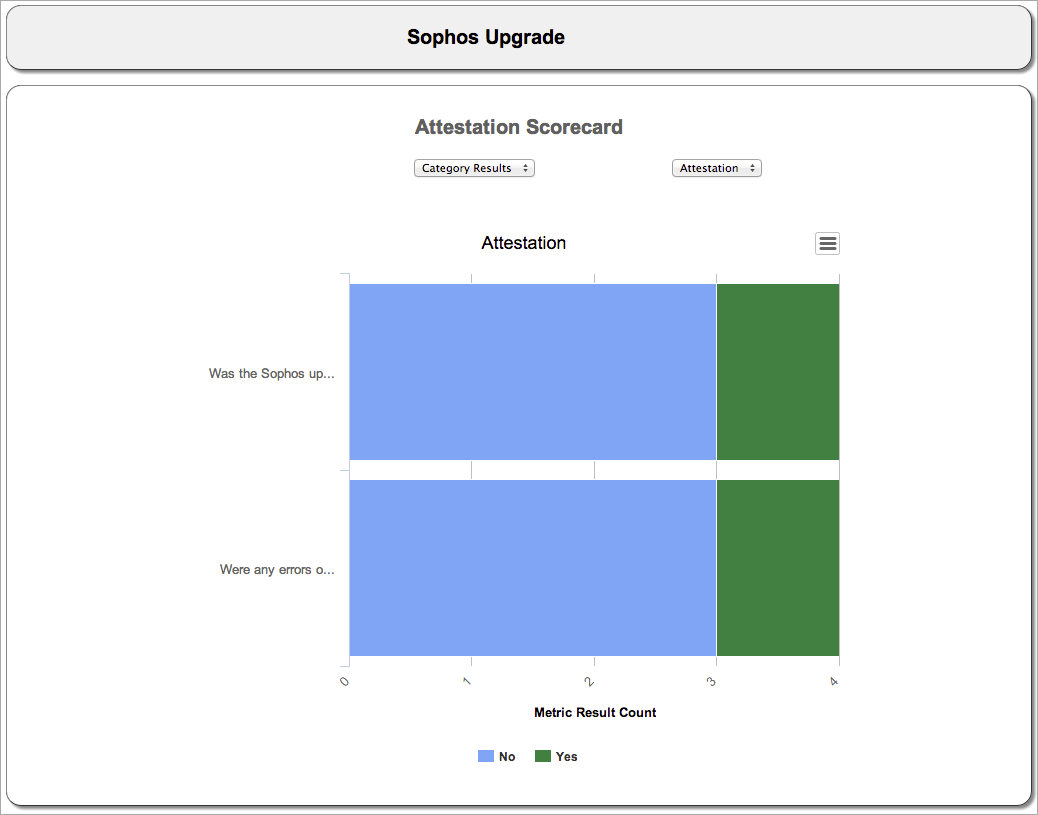 Sophos Upgrade
Attestation Scorecard
Category Results
Attestation
Attestation
Was the Sophos up...
Were any errors o...
0 1 2 3 4
Metric Result Count
No Yes